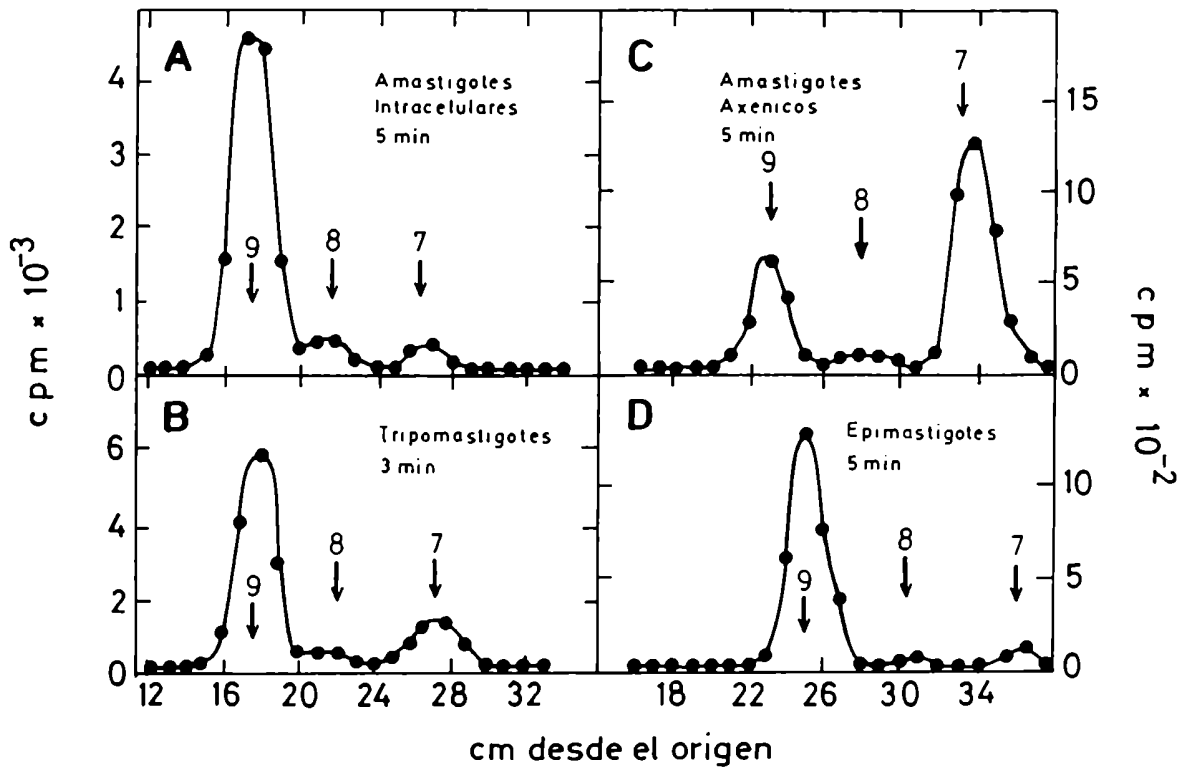 A
Amastigotes
Intracelulares
5 min
9
8
7
4
3
2
1
0
C
Amastigotes
Axenicos
5 min
9
8
7
15
10
5
0
B
Tripomastigotes
3 min
9
8
7
6
4
2
0
12 16 20 24 28 32
D
Epimastigotes
5 min
9
8
7
10
5
0
18 22 26 30 34
cpm × 10⁻³
cpm × 10⁻²
cm desde el origen